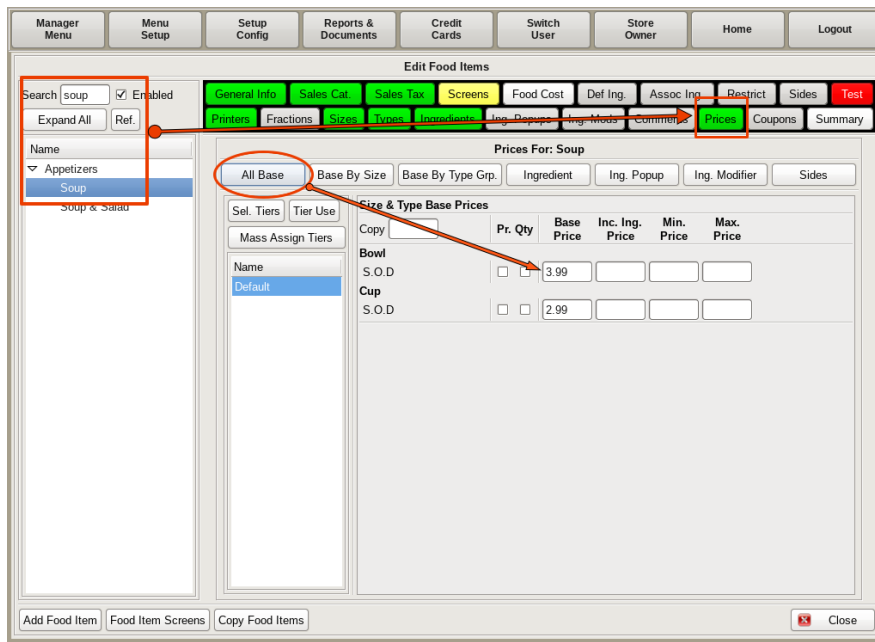 Manager Menu Menu Setup Setup Config Reports & Documents Credit Cards Switch User Store Owner Home Logout
Edit Food Items
Search soup Enabled
General Info Sales Cat. Sales Tax Screens Food Cost Def Ing. Assoc Ing. Restrict Sides Test
Expand All Ref.
Printers Fractions Sizes Types Ingredients Ing. Popups Ing. Mods Comments Prices Coupons Summary
Name
Appetizers
Soup
Soup & Salad
Prices For: Soup
All Base Base By Size Base By Type Grp. Ingredient Ing. Popup Ing. Modifier Sides
Sel. Tiers Tier Use
Mass Assign Tiers
Name
Default
Size & Type Base Prices
Copy Pr. Qty Base Price Inc. Ing. Price Min. Price Max. Price
Bowl
S.O.D 3.99
Cup
S.O.D 2.99
Add Food Item Food Item Screens Copy Food Items Close